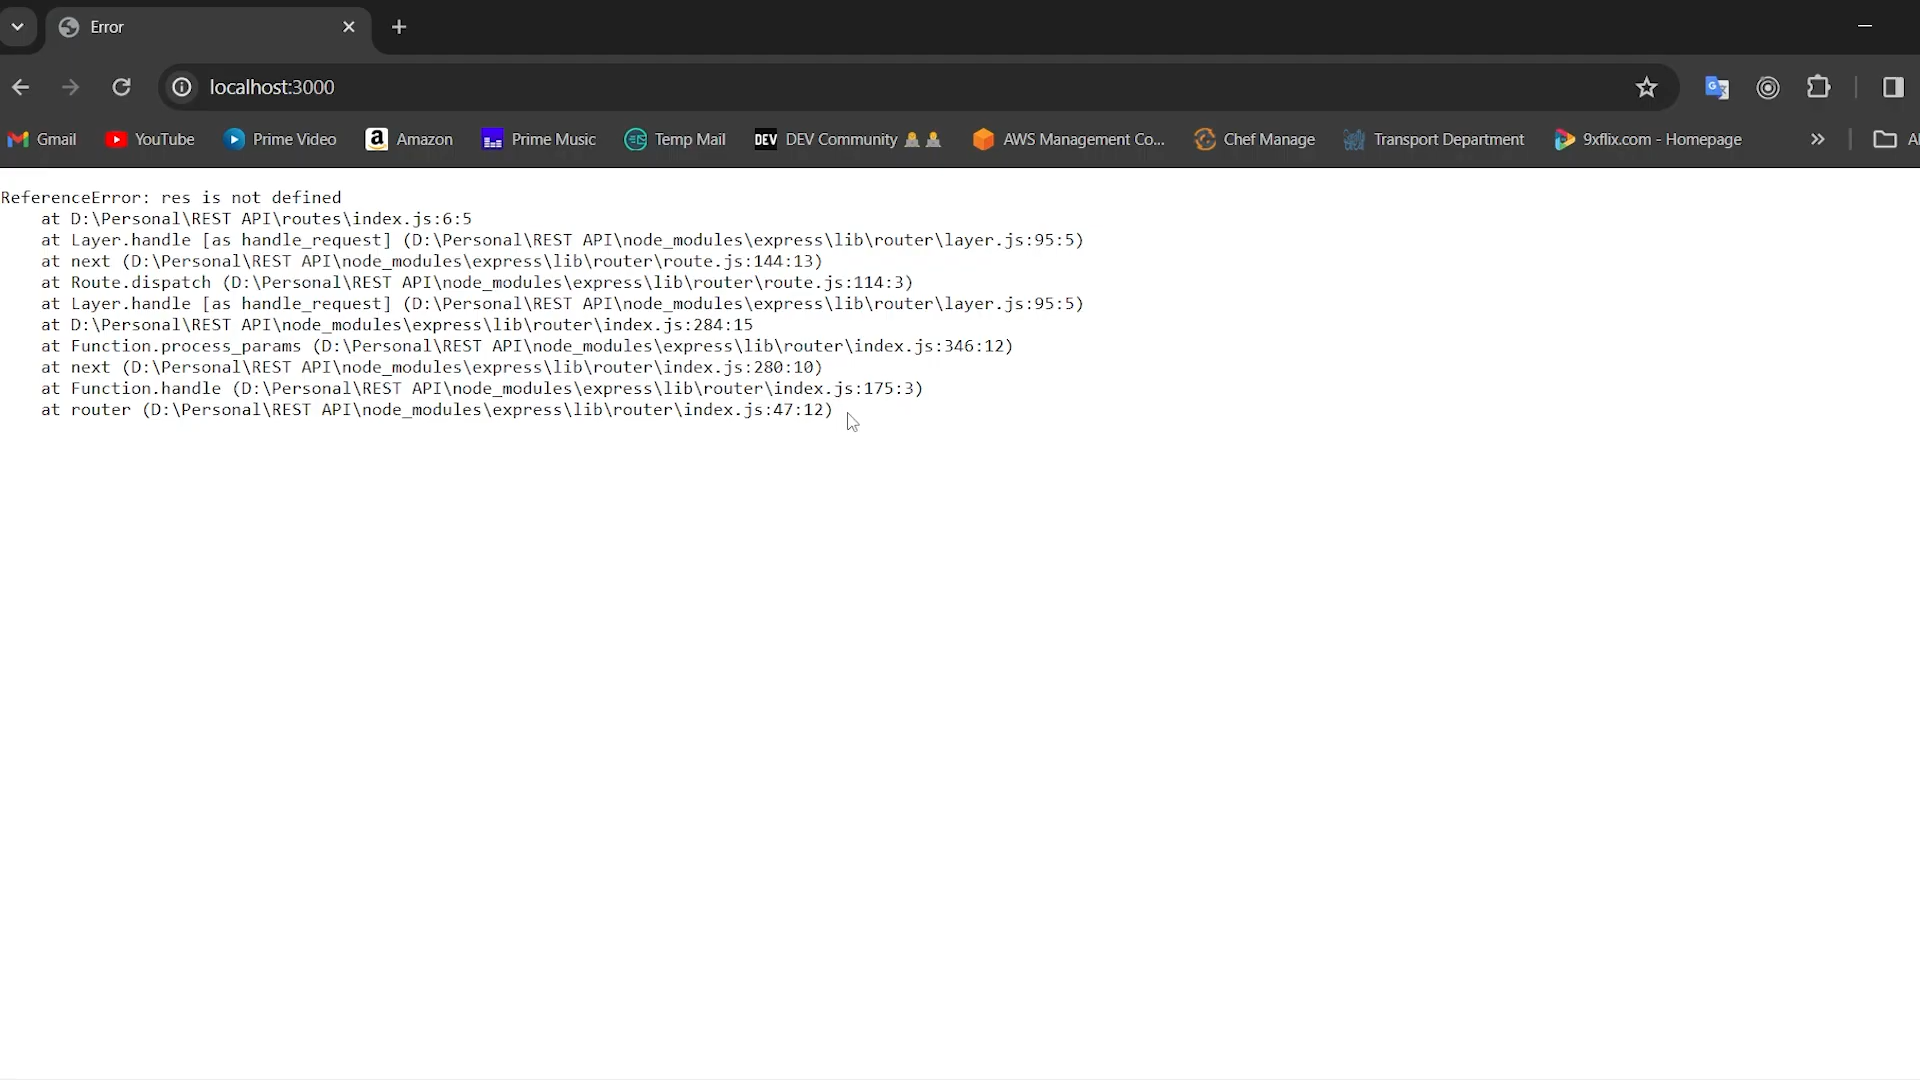 Error
localhost:3000
Gmail YouTube Prime Video Amazon Prime Music Temp Mail DEV DEV Community AWS Management Co... Chef Manage Transport Department 9xflix.com - Homepage
ReferenceError: res is not defined
at D:\Personal\REST API\routes\index.js:6:5
at Layer.handle [as handle_request] (D:\Personal\REST API\node_modules\express\lib\router\layer.js:95:5)
at next (D:\Personal\REST API\node_modules\express\lib\router\route.js:144:13)
at Route.dispatch (D:\Personal\REST API\node_modules\express\lib\router\route.js:114:3)
at Layer.handle [as handle_request] (D:\Personal\REST API\node_modules\express\lib\router\layer.js:95:5)
at D:\Personal\REST API\node_modules\express\lib\router\index.js:284:15
at Function.process_params (D:\Personal\REST API\node_modules\express\lib\router\index.js:346:12)
at next (D:\Personal\REST API\node_modules\express\lib\router\index.js:280:10)
at Function.handle (D:\Personal\REST API\node_modules\express\lib\router\index.js:175:3)
at router (D:\Personal\REST API\node_modules\express\lib\router\index.js:47:12)